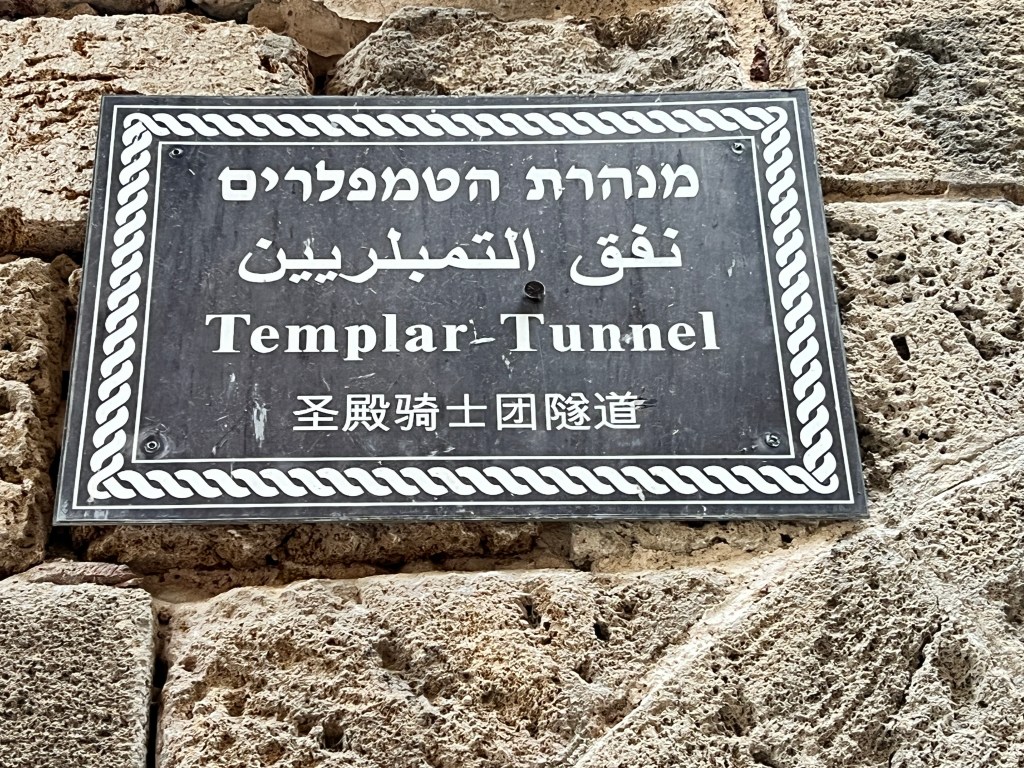 מנהרת הטמפלרים
نفق التمبلريين
Templar Tunnel
圣殿骑士团隧道